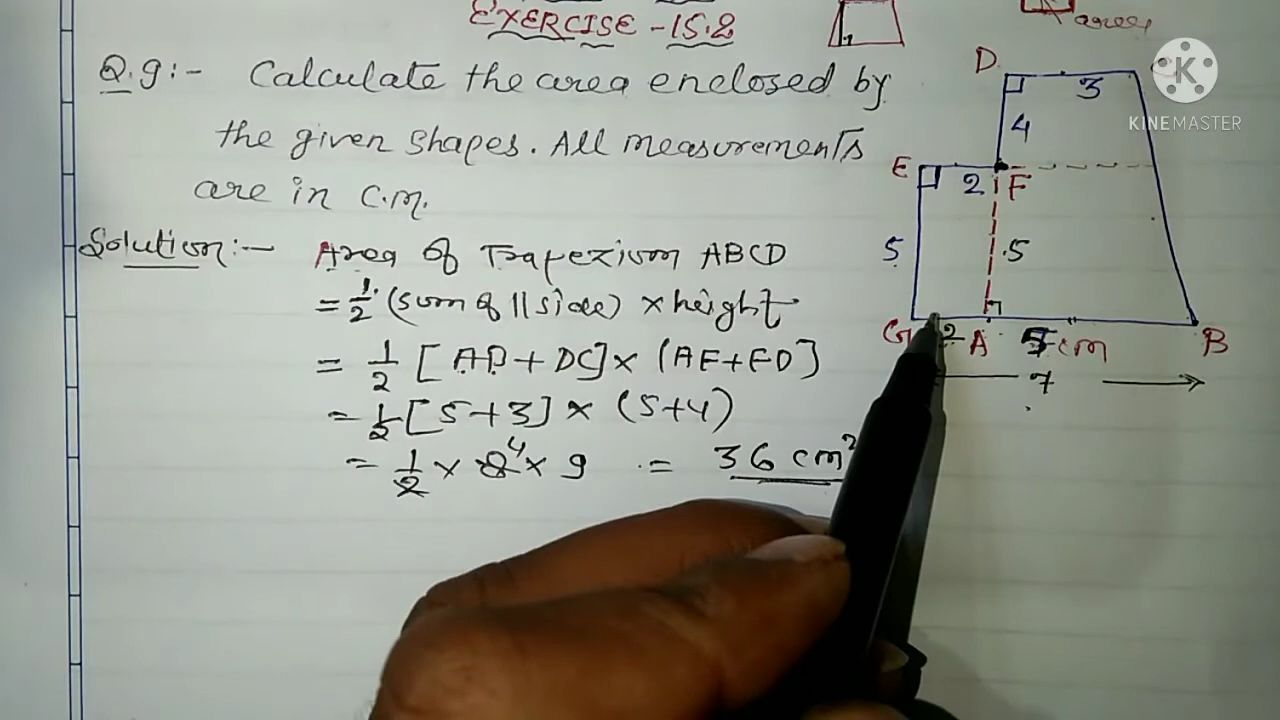 EXERCISE - 15.2
Area
Q.9:- Calculate the area enclosed by
the given shapes. All measurements
are in C.m.
Solution:- Area of Trapezium ABCD
= 1/2 (sum of || side) × height
= 1/2 [AB + DC] × (AF + FD)
= 1/2 [5+3] × (5+4)
= 1/2 × 8 4 × 9 = 36 cm²
D 3
4
E 2 F
5 5
G 2 A 5 cm B
7
K
KINEMASTER